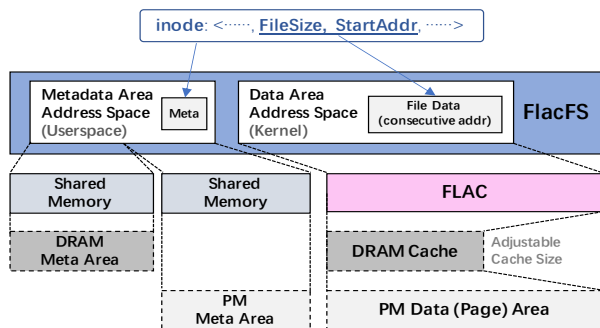 inode: <······, FileSize, StartAddr, ······>
Metadata Area
Address Space
(Userspace)
Meta
Data Area
Address Space
(Kernel)
File Data
(consecutive addr)
FlacFS
Shared
Memory
Shared
Memory
FLAC
DRAM
Meta Area
DRAM Cache
Adjustable
Cache Size
PM
Meta Area
PM Data (Page) Area